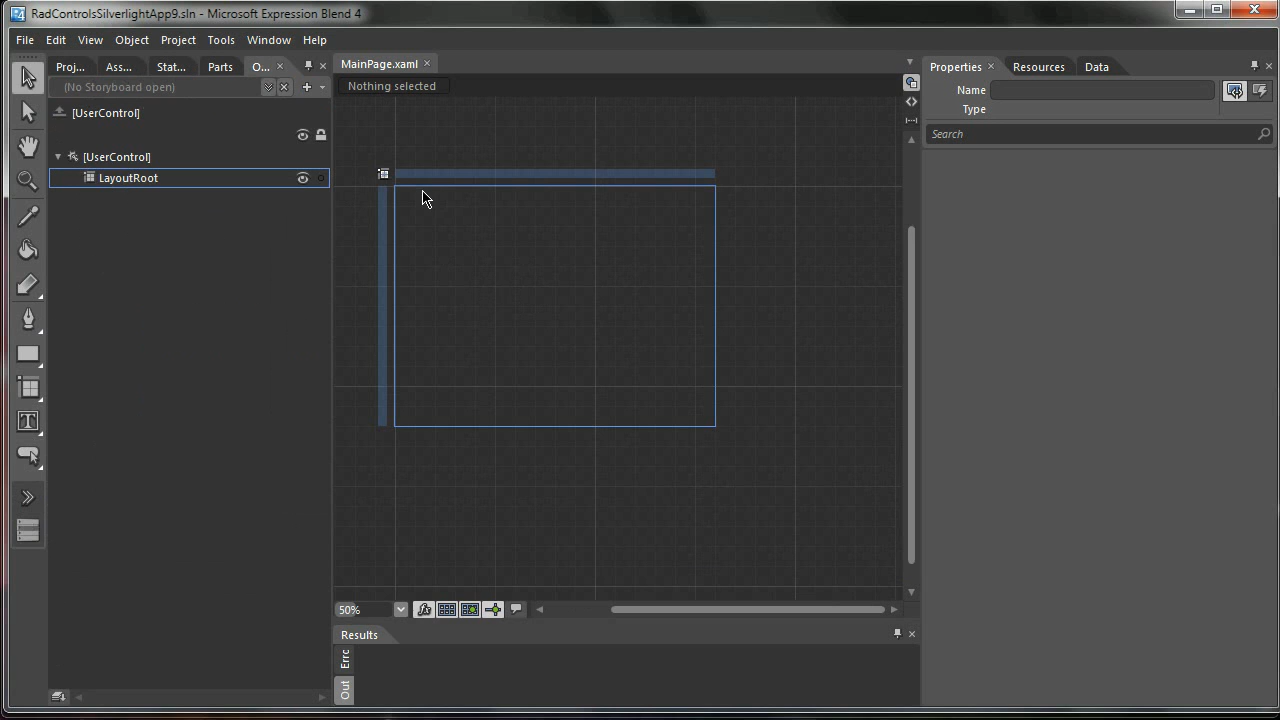 RadControlsSilverlightApp9.sln - Microsoft Expression Blend 4
File Edit View Object Project Tools Window Help
Proj... Ass... Stat... Parts O... MainPage.xaml Properties Resources Data
(No Storyboard open) Nothing selected Name
Type
[UserControl]
Search
[UserControl]
LayoutRoot
50%
Results
Errc
Out